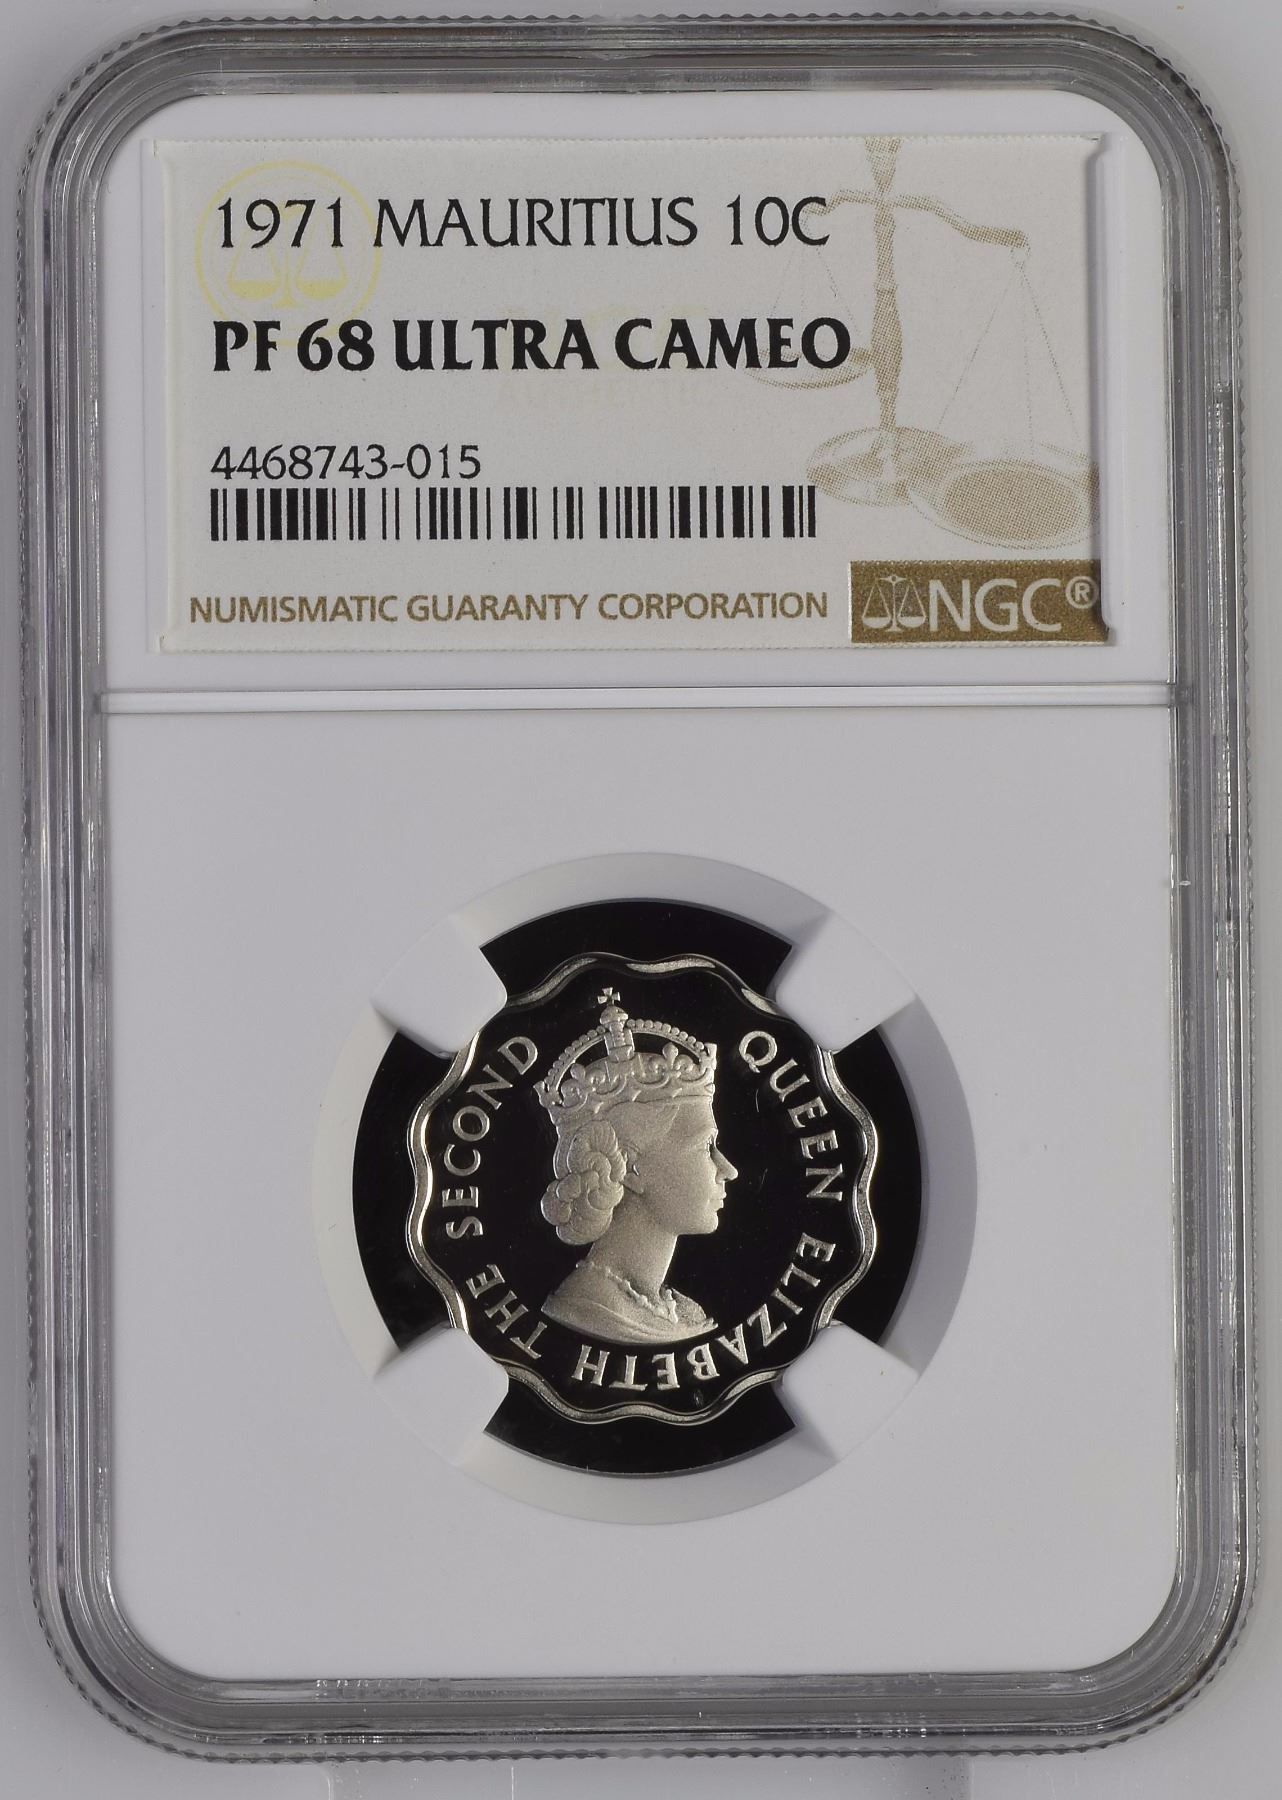 1971 MAURITIUS 10C
PF 68 ULTRA CAMEO
4468743-015
NUMISMATIC GUARANTY CORPORATION
NGC®
QUEEN ELIZABETH THE SECOND